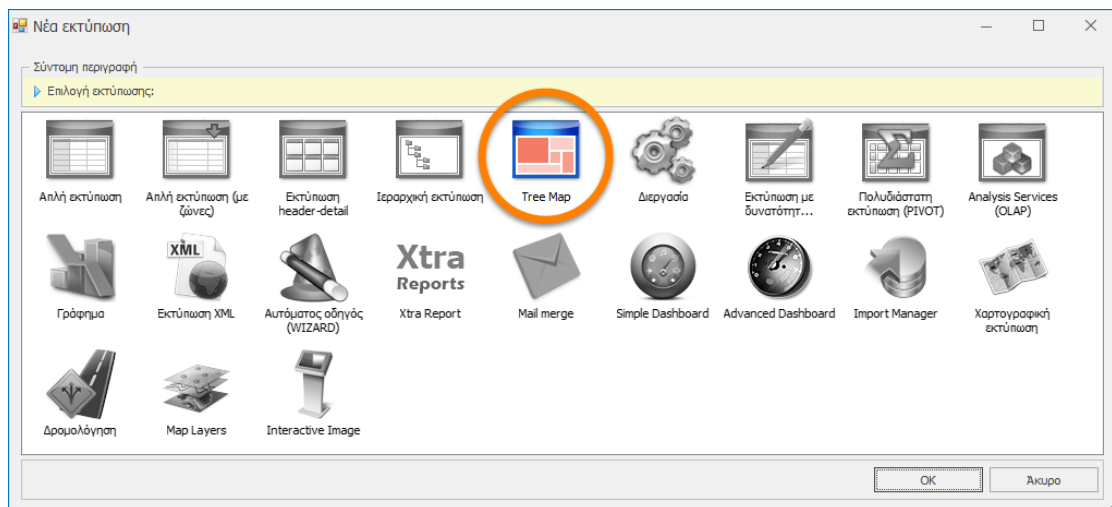 Νέα εκτύπωση
Σύντομη περιγραφή
Επιλογή εκτύπωσης:
Απλή εκτύπωση
Απλή εκτύπωση (με
ζώνες)
Εκτύπωση
header-detail
Ιεραρχική εκτύπωση
Tree Map
Διεργασία
Εκτύπωση με
δυνατότητ...
Πολυδιάστατη
εκτύπωση (PIVOT)
Analysis Services
(OLAP)
XML
Xtra
Reports
Γράφημα
Εκτύπωση XML
Αυτόματος οδηγός
(WIZARD)
Xtra Report
Mail merge
Simple Dashboard
Advanced Dashboard
Import Manager
Χαρτογραφική
εκτύπωση
Δρομολόγηση
Map Layers
Interactive Image
OK
Άκυρο